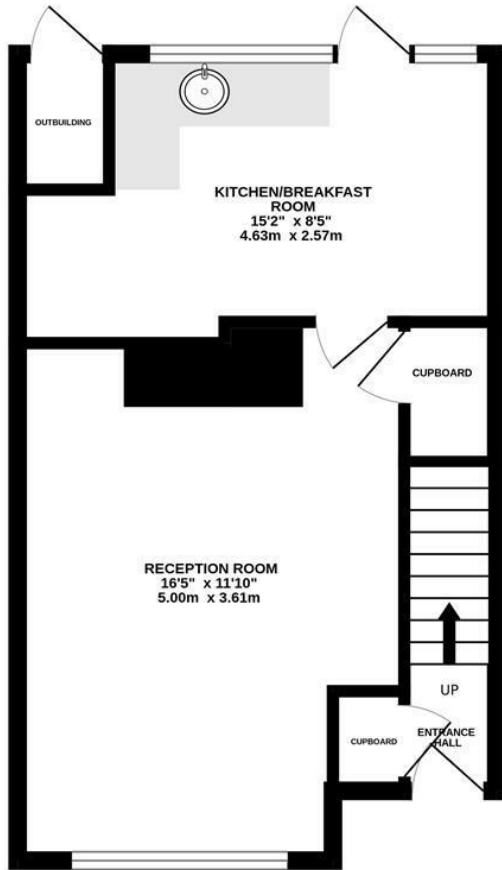 OUTBUILDING
KITCHEN/BREAKFAST
ROOM
15'2" x 8'5"
4.63m x 2.57m
CUPBOARD
RECEPTION ROOM
16'5" x 11'10"
5.00m x 3.61m
UP
ENTRANCE
HALL
CUPBOARD